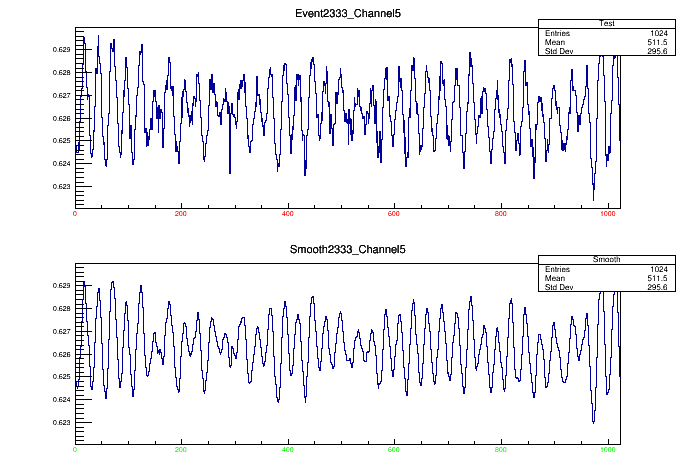 Event2333_Channel5
Test
Entries 1024
Mean 511.5
Std Dev 295.6
0.629
0.628
0.627
0.626
0.625
0.624
0.623
0 200 400 600 800 1000
Smooth2333_Channel5
Smooth
Entries 1024
Mean 511.5
Std Dev 295.6
0.629
0.628
0.627
0.626
0.625
0.624
0.623
0 200 400 600 800 1000